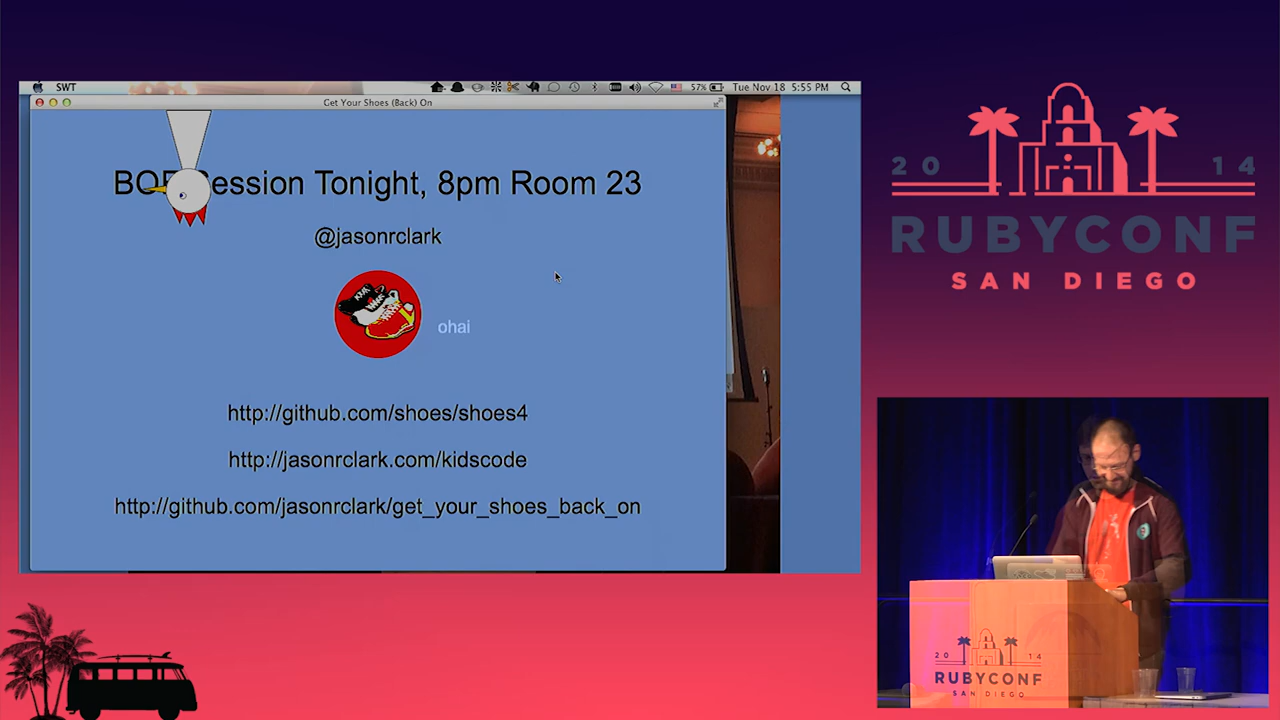 SWT
57%
Tue Nov 18 5:55 PM
Get Your Shoes (Back) On
Session Tonight, 8pm Room 23
@jasonrclark
ohai
http://github.com/shoes/shoes4
http://jasonrclark.com/kidscode
http://github.com/jasonrclark/get_your_shoes_back_on
20 14
RUBYCONF
SAN DIEGO
20 14
RUBYCONF
SAN DIEGO